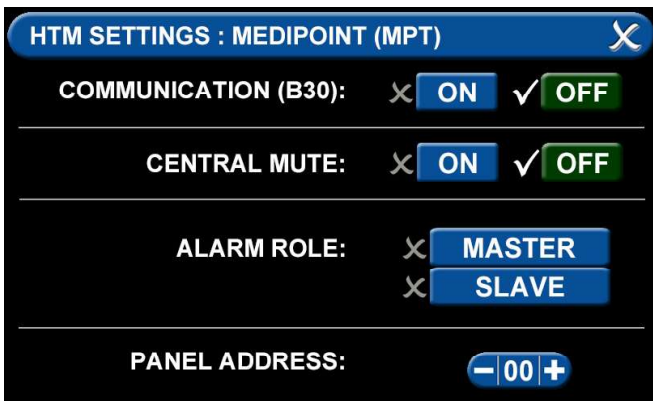 HTM SETTINGS : MEDIPOINT (MPT)
COMMUNICATION (B30): ON OFF
CENTRAL MUTE: ON OFF
ALARM ROLE: MASTER
SLAVE
PANEL ADDRESS: 00